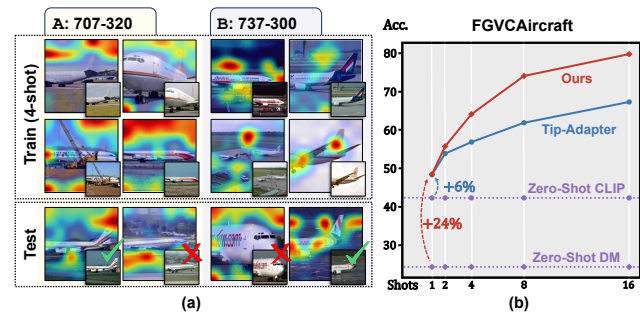 A: 707-320
B: 737-300
Train (4-shot)
Test
(a)
Acc.
FGVCAircraft
80
70
60
50
40
30
Ours
Tip-Adapter
+6%
Zero-Shot CLIP
+24%
Zero-Shot DM
Shots 1 2 4 8 16
(b)